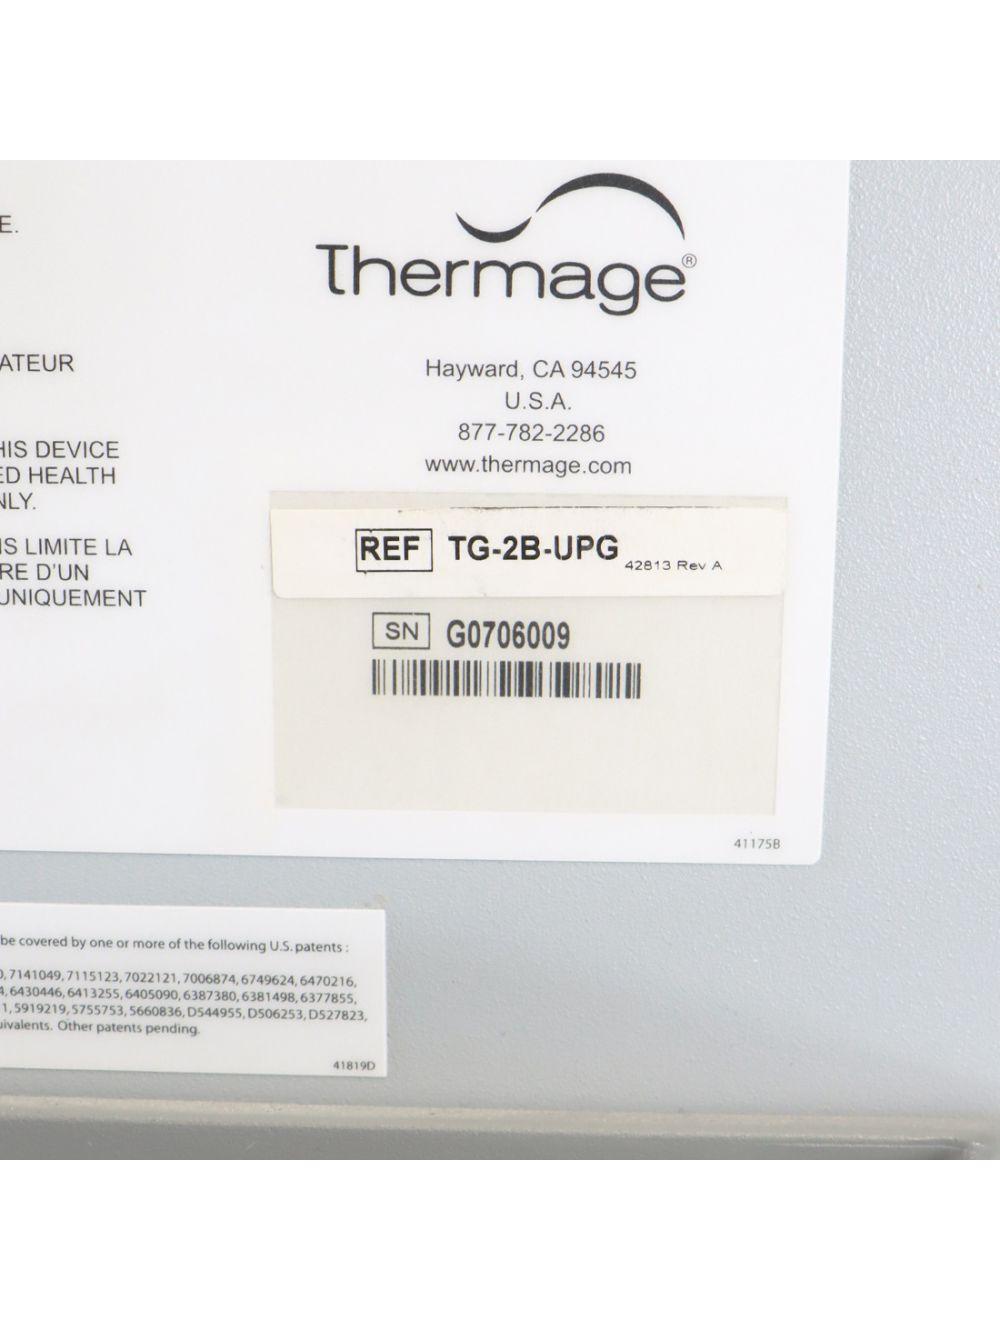 E.
ATEUR
HIS DEVICE
ED HEALTH
NLY.
IS LIMITE LA
RE D'UN
UNIQUEMENT
Thermage®
Hayward, CA 94545
U.S.A.
877-782-2286
www.thermage.com
REF TG-2B-UPG 42813 Rev A
SN G0706009
41175B
be covered by one or more of the following U.S. patents :
0, 7141049, 7115123, 7022121, 7006874, 6749624, 6470216,
4, 6430446, 6413255, 6405090, 6387380, 6381498, 6377855,
1, 5919219, 5755753, 5660836, D544955, D506253, D527823,
uivalents. Other patents pending.
41819D